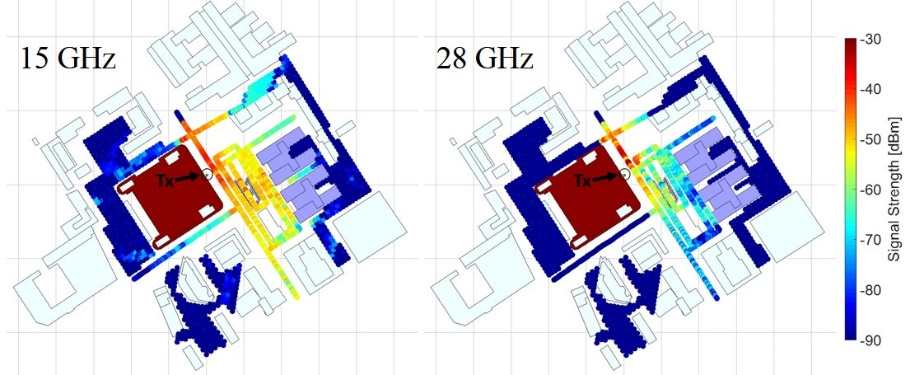 15 GHz
28 GHz
Tx
Tx
-30
-40
-50
-60
-70
-80
-90
Signal Strength [dBm]